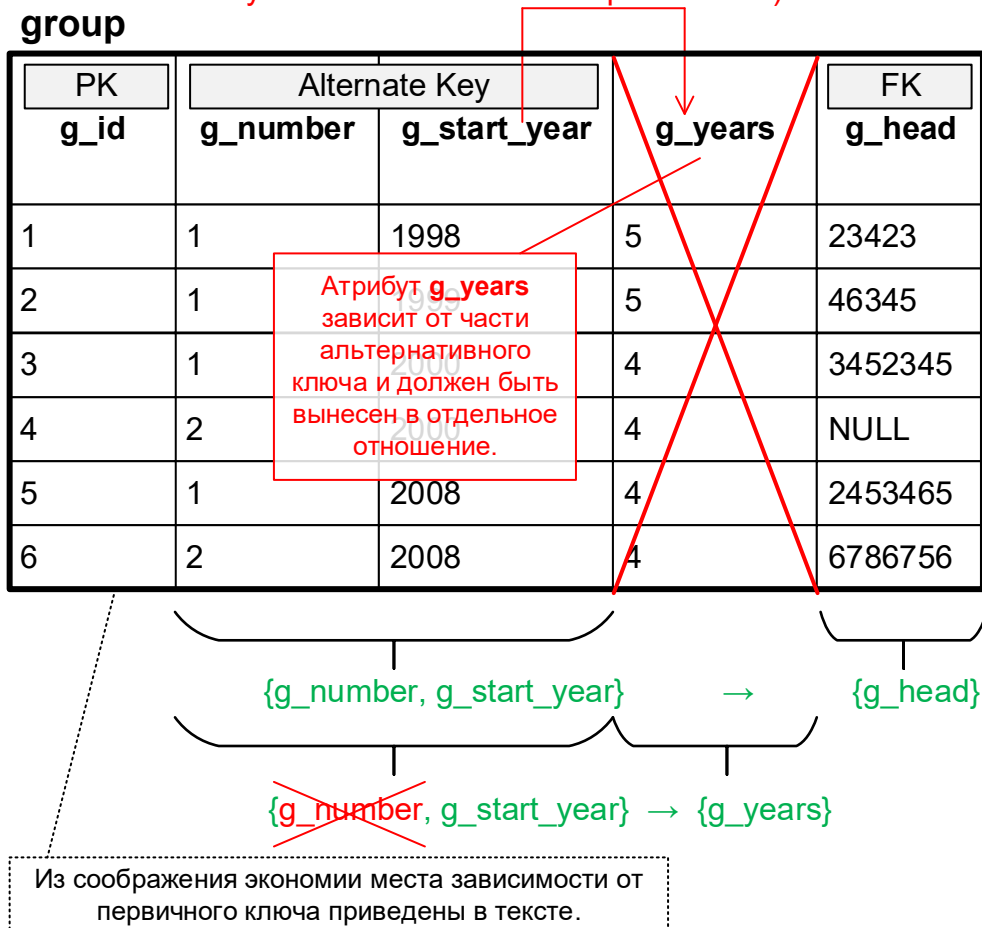 group
PK Alternate Key FK
g_id g_number g_start_year g_years g_head
1 1 1998 5 23423
2 1 1999 5 46345
3 1 2000 4 3452345
4 2 2000 4 NULL
5 1 2008 4 2453465
6 2 2008 4 6786756
Атрибут g_years
зависит от части
альтернативного
ключа и должен быть
вынесен в отдельное
отношение.
{g_number, g_start_year} → {g_head}
{g_number, g_start_year} → {g_years}
Из соображения экономии места зависимости от
первичного ключа приведены в тексте.